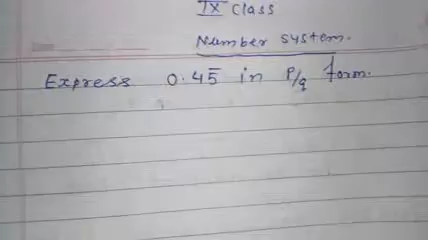 IX Class
Number system.
Express 0.45̅ in P/q form.